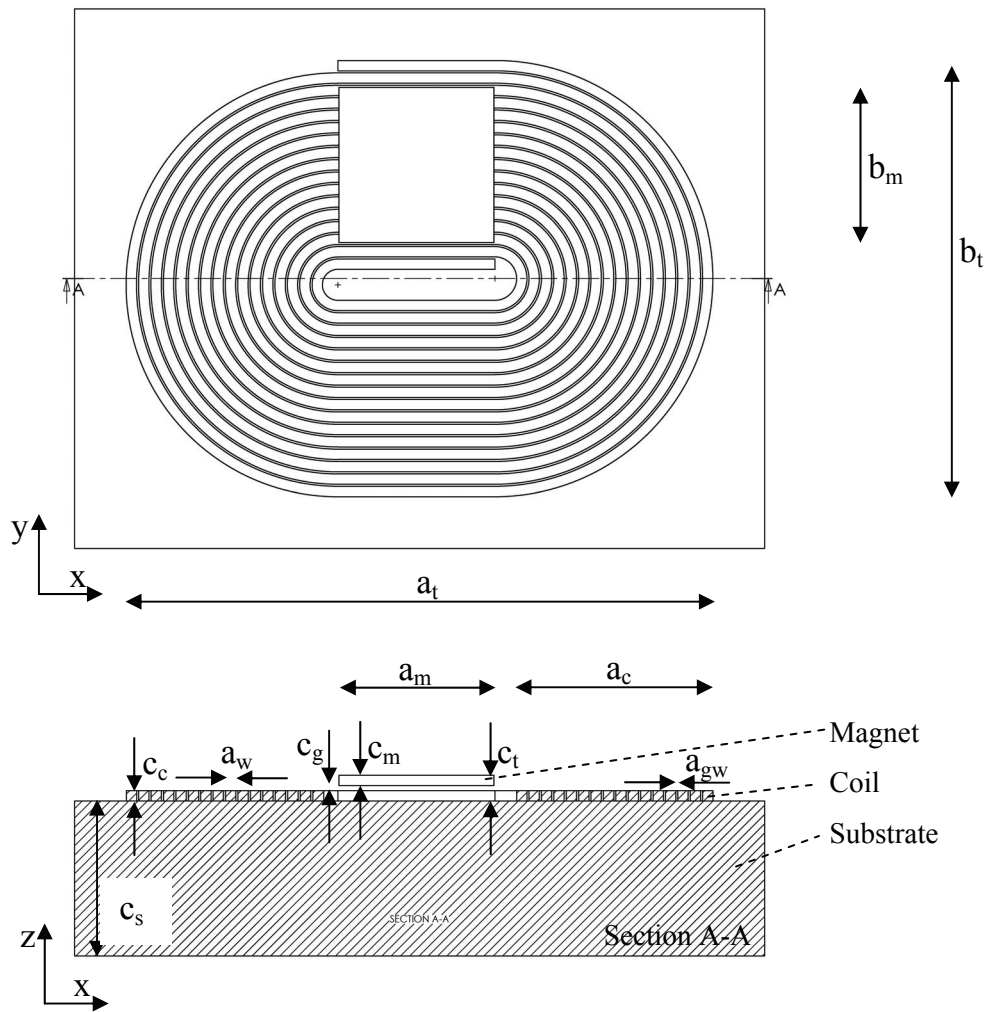 b_m
b_t
A
A
y
x
a_t
a_m
a_c
Magnet
c_c
a_w
c_g
c_m
c_t
a_gw
Coil
Substrate
c_s
SECTION A-A
Section A-A
z
x